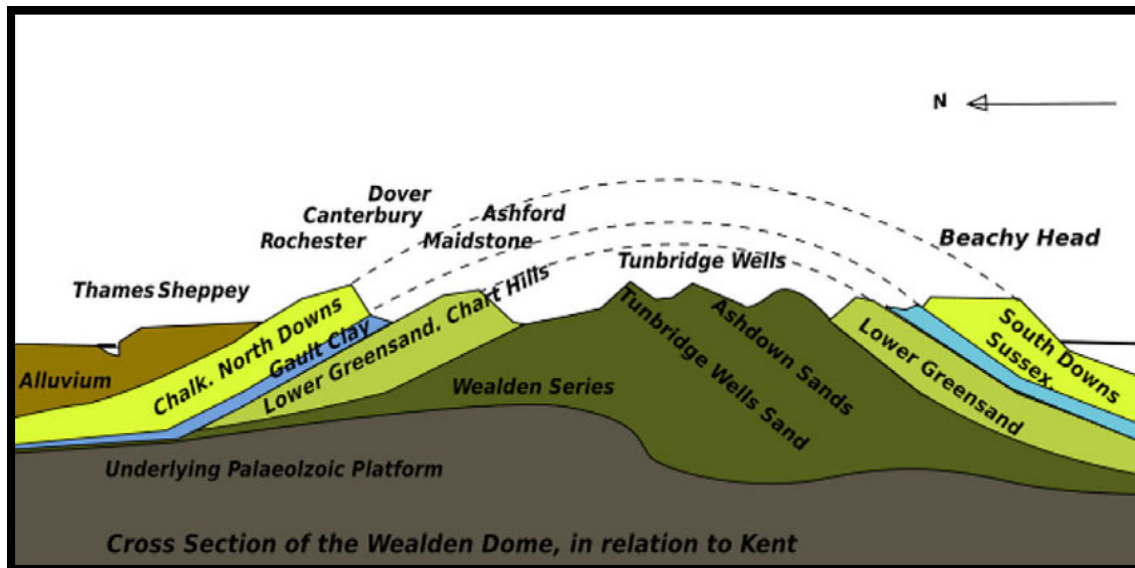 N
Dover
Canterbury
Ashford
Rochester
Maidstone
Beachy Head
Tunbridge Wells
Thames Sheppey
Chalk. North Downs
Gault Clay
Lower Greensand. Chart Hills
Tunbridge Wells Sand
Ashdown Sands
South Downs
Sussex.
Lower Greensand
Alluvium
Wealden Series
Underlying Palaeolzoic Platform
Cross Section of the Wealden Dome, in relation to Kent